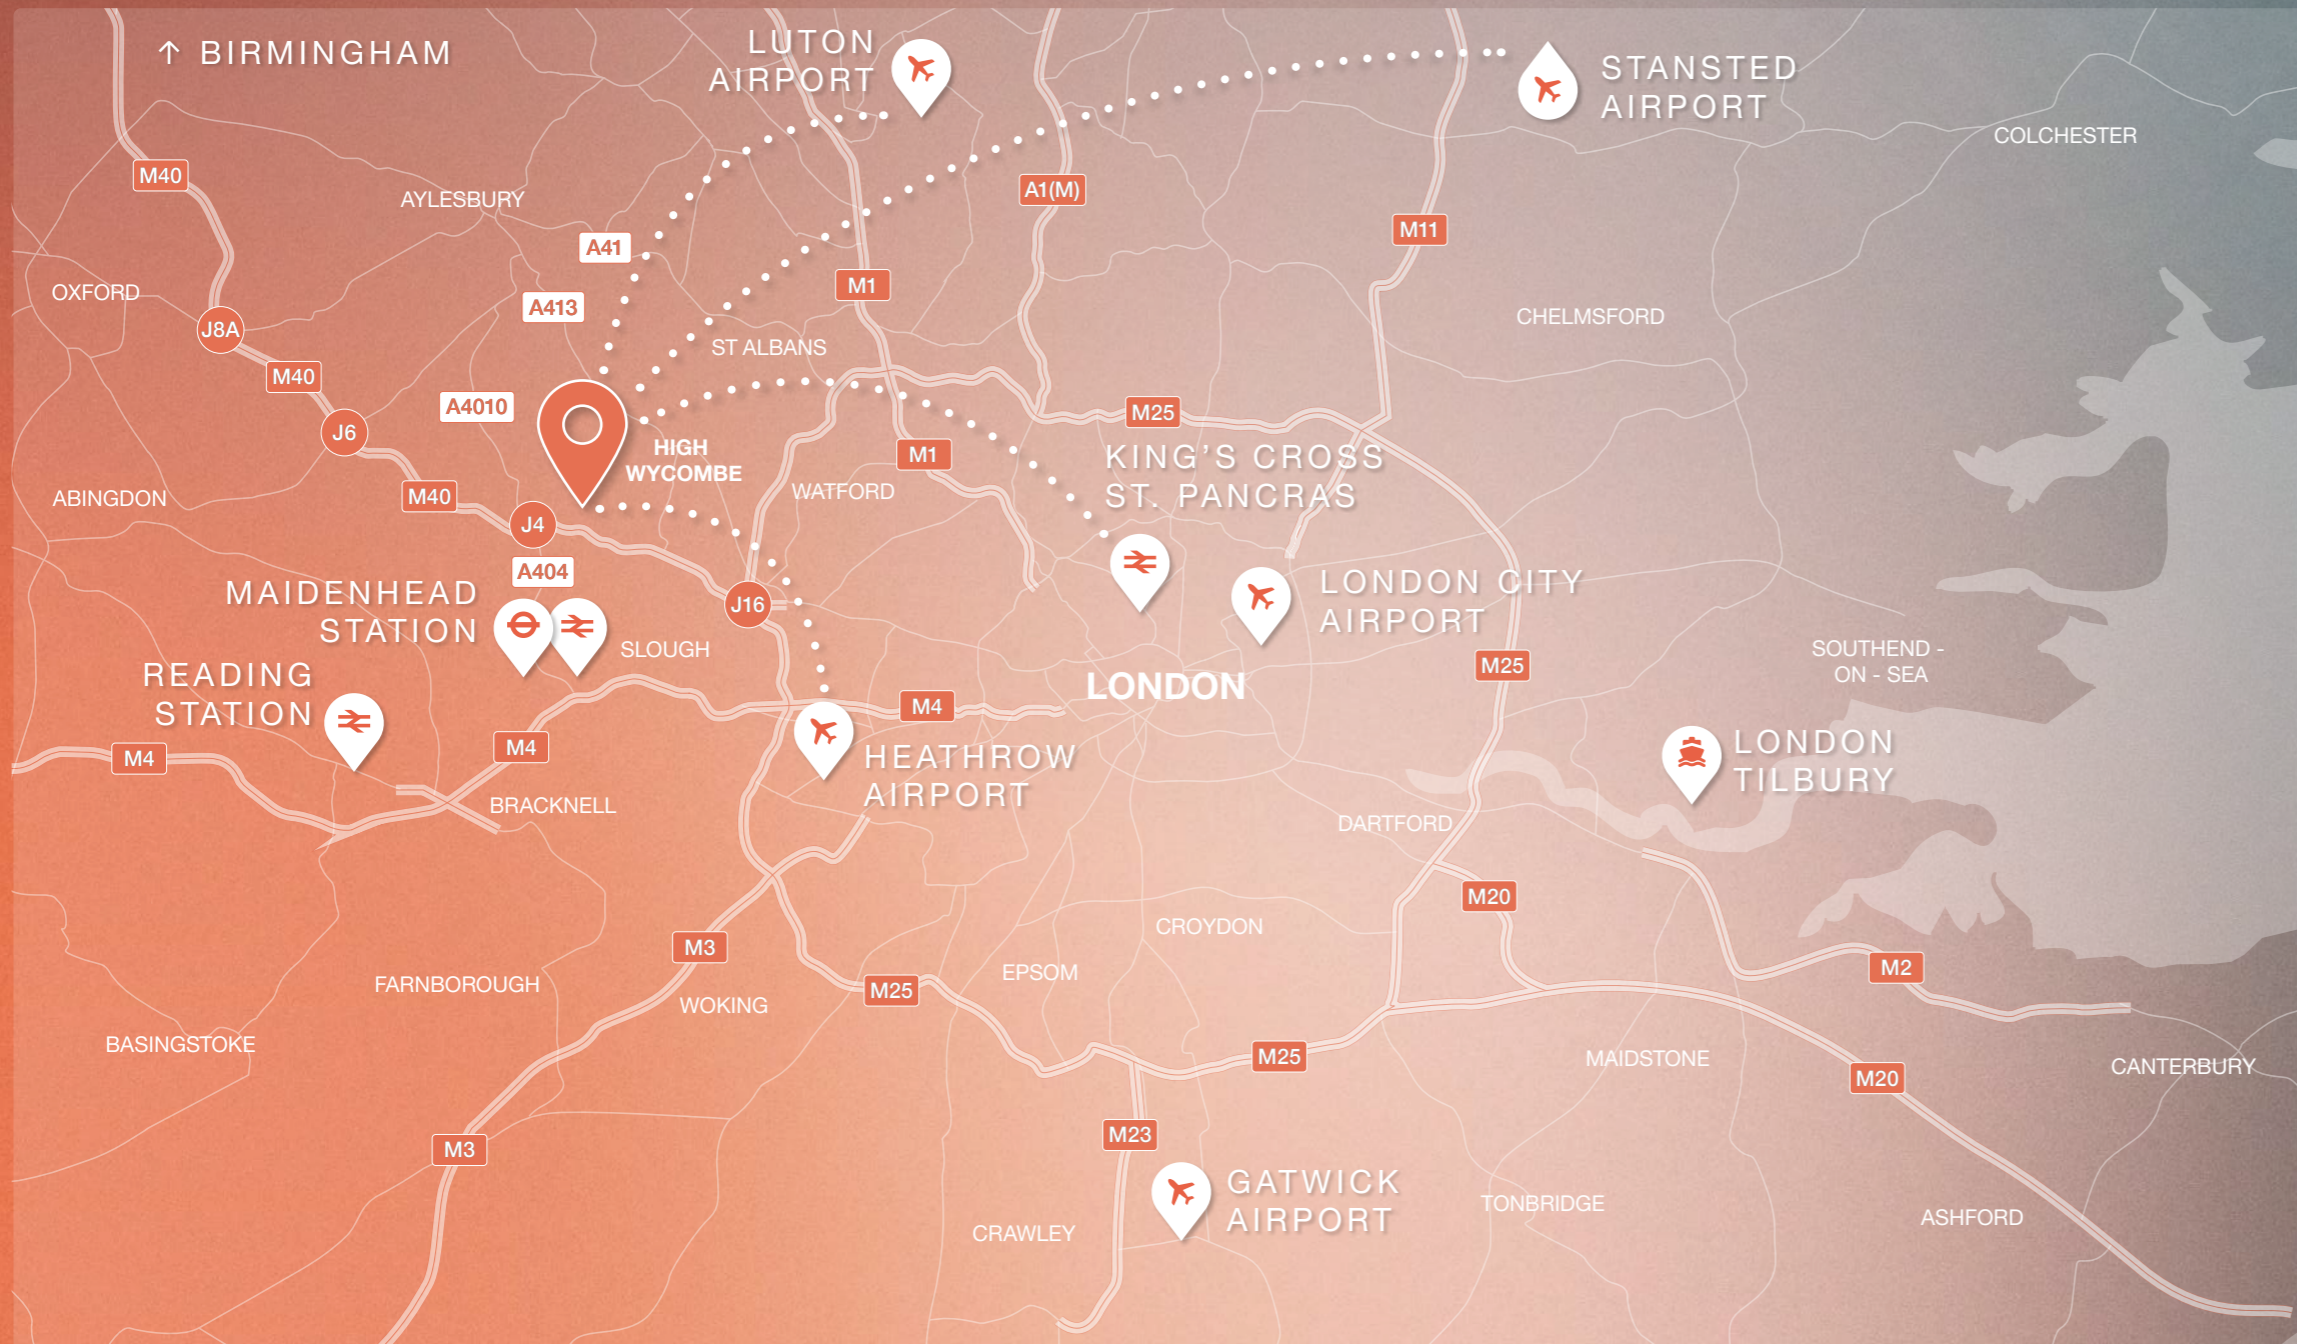 ↑ BIRMINGHAM
LUTON
AIRPORT
STANSTED
AIRPORT
COLCHESTER
M40
AYLESBURY
A1(M)
M11
A41
OXFORD
M1
A413
CHELMSFORD
J8A
ST ALBANS
M40
A4010
M25
J6
HIGH
WYCOMBE
M1
KING'S CROSS
ST. PANCRAS
ABINGDON
M40
WATFORD
J4
A404
MAIDENHEAD
STATION
LONDON CITY
AIRPORT
J16
SLOUGH
SOUTHEND -
ON - SEA
M25
READING
STATION
LONDON
M4
M4
M4
HEATHROW
AIRPORT
LONDON
TILBURY
BRACKNELL
DARTFORD
M20
CROYDON
M3
EPSOM
M2
FARNBOROUGH
M25
WOKING
BASINGSTOKE
M25
MAIDSTONE
M20
CANTERBURY
M3
M23
GATWICK
AIRPORT
TONBRIDGE
CRAWLEY
ASHFORD